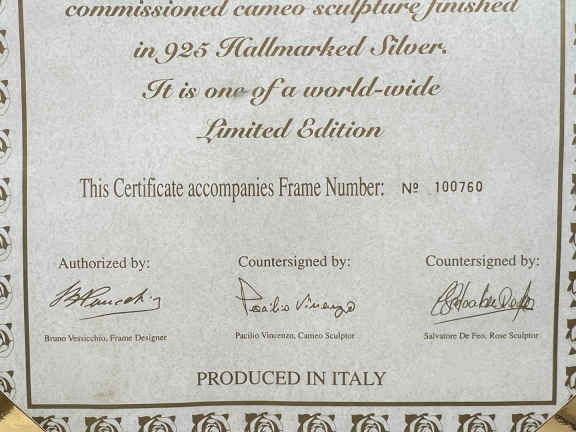 commissioned cameo sculpture finished
in 925 Hallmarked Silver.
It is one of a world-wide
Limited Edition
This Certificate accompanies Frame Number: Nº 100760
Authorized by: Countersigned by: Countersigned by:
Pacilio Vincenzo
Bruno Vessicchio, Frame Designer Pacilio Vincenzo, Cameo Sculptor Salvatore De Feo, Rose Sculptor
PRODUCED IN ITALY